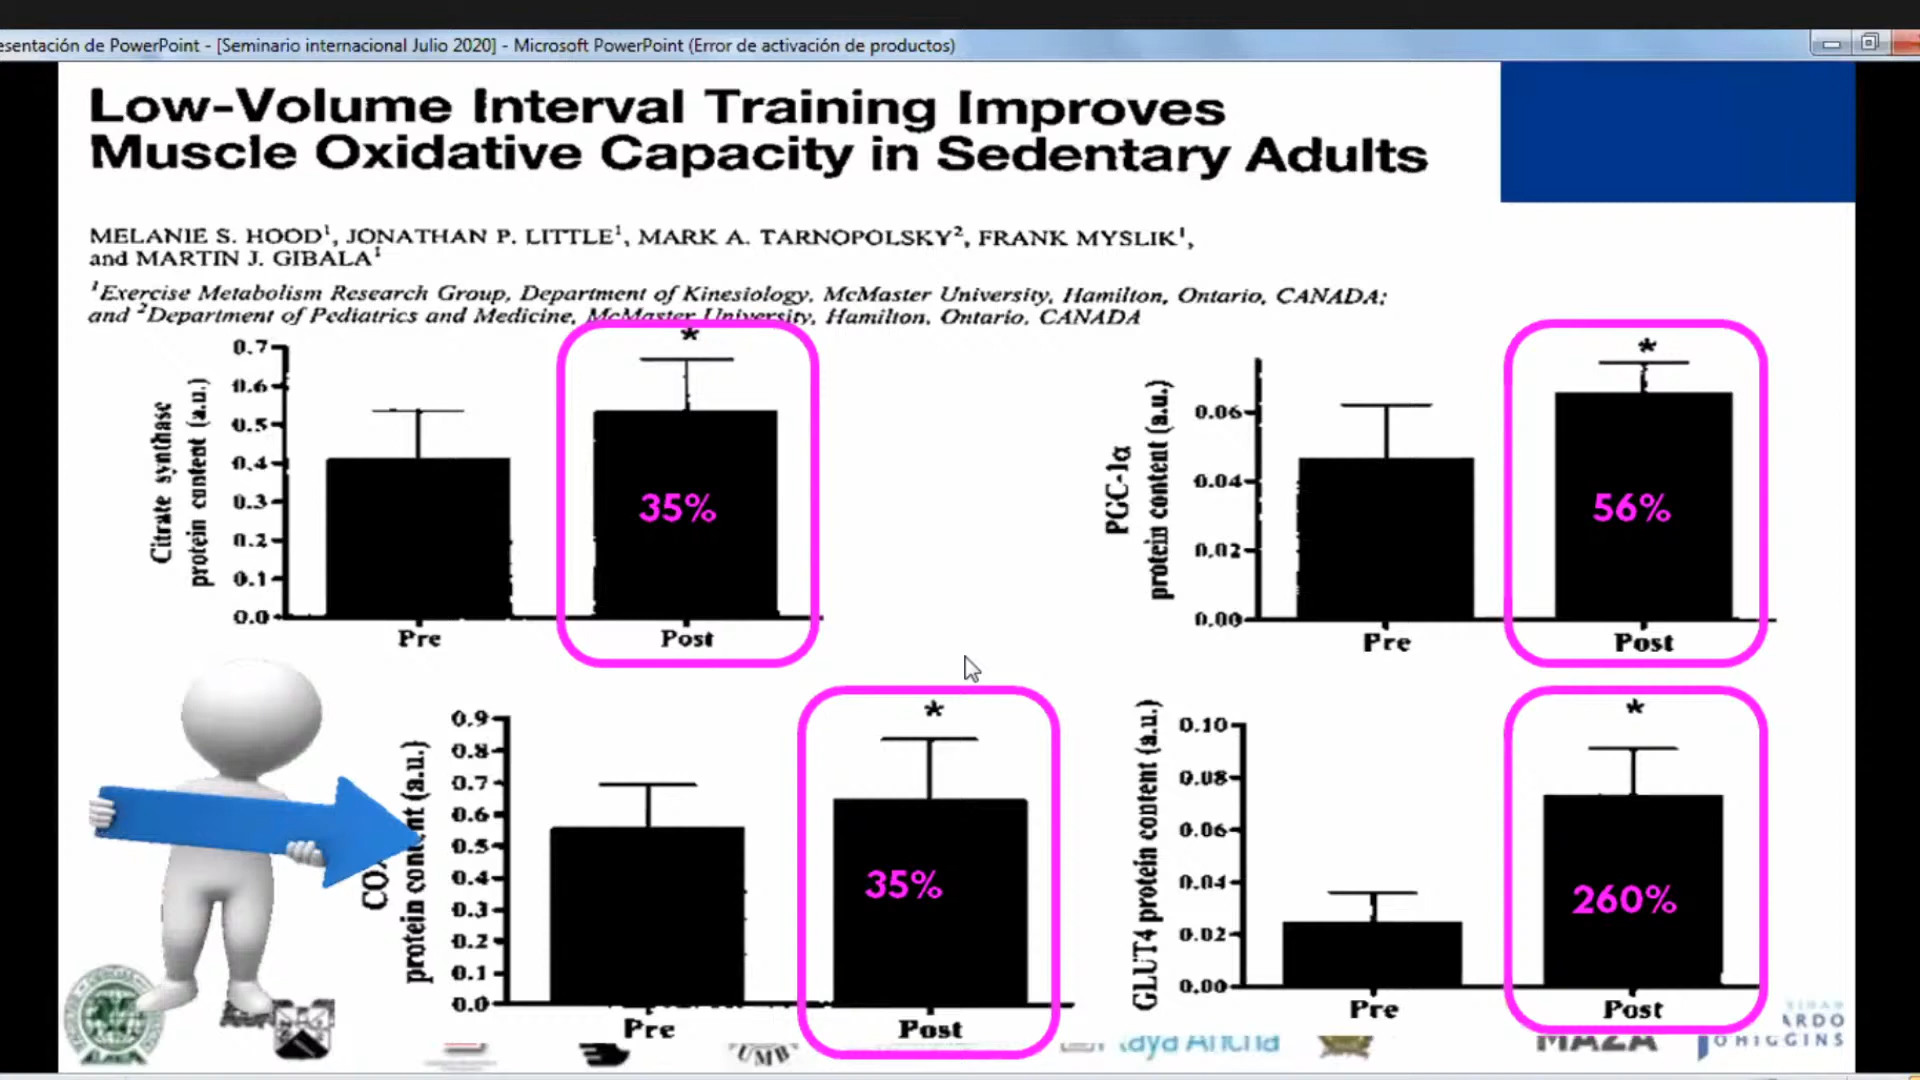 esentación de PowerPoint - [Seminario internacional Julio 2020] - Microsoft PowerPoint (Error de activación de productos)
Low-Volume Interval Training Improves
Muscle Oxidative Capacity in Sedentary Adults
MELANIE S. HOOD¹, JONATHAN P. LITTLE¹, MARK A. TARNOPOLSKY², FRANK MYSLIK¹,
and MARTIN J. GIBALA¹
¹Exercise Metabolism Research Group, Department of Kinesiology, McMaster University, Hamilton, Ontario, CANADA;
and ²Department of Pediatrics and Medicine, McMaster University, Hamilton, Ontario, CANADA
Citrate synthase
protein content (a.u.)
0.7
0.6
0.5
0.4
0.3
0.2
0.1
0.0
*
35%
Pre
Post
PGC-1α
protein content (a.u.)
0.06
0.04
0.02
0.00
*
56%
Pre
Post
protein content (a.u.)
0.9
0.8
0.7
0.6
0.5
0.4
0.3
0.2
0.1
0.0
*
35%
Pre
Post
GLUT4 protein content (a.u.)
0.10
0.08
0.06
0.04
0.02
0.00
*
260%
Pre
Post
UMB
MAZA
O'HIGGINS